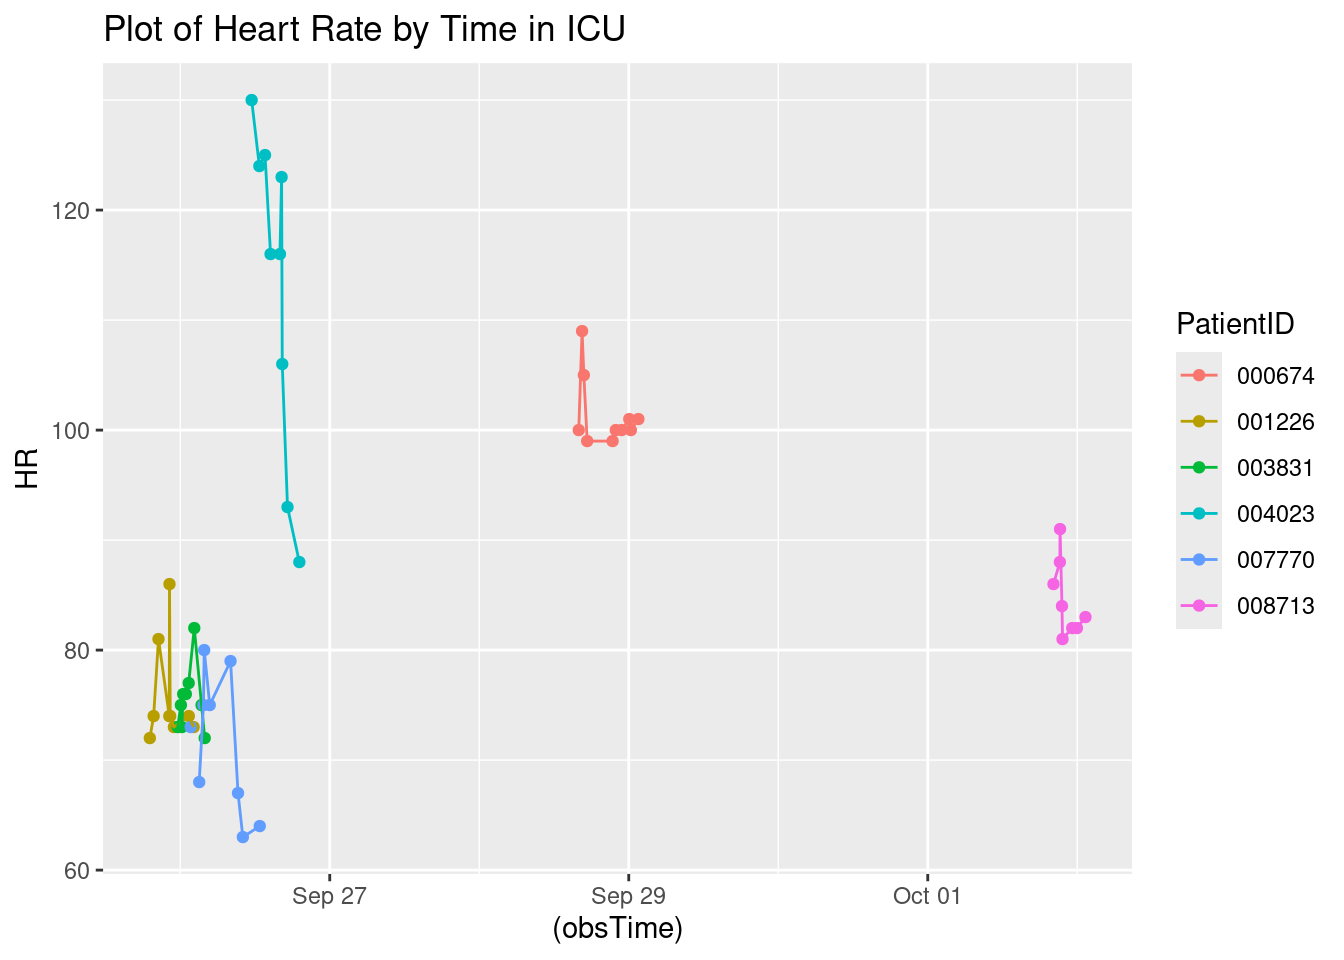 Plot of Heart Rate by Time in ICU
HR
120
100
80
60
Sep 27
Sep 29
Oct 01
(obsTime)
PatientID
000674
001226
003831
004023
007770
008713